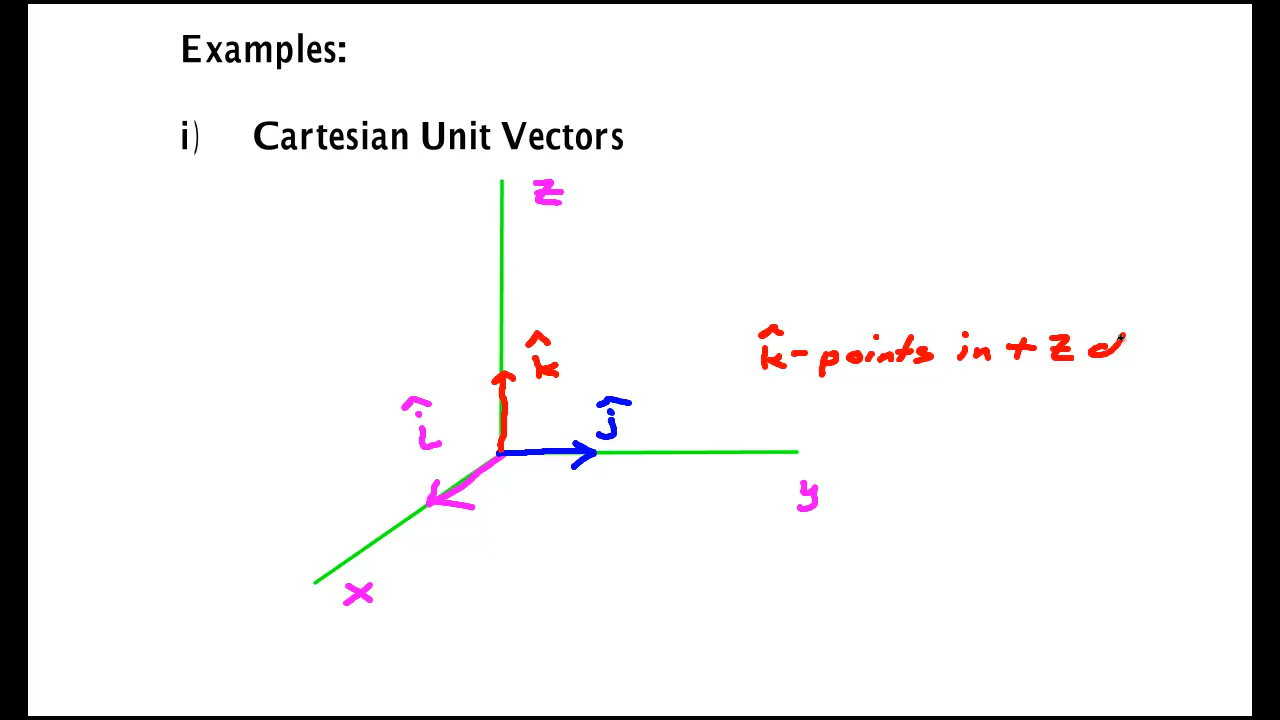 Examples:
i) Cartesian Unit Vectors
z
k̂
k̂ - points in + z d
î
ĵ
y
x